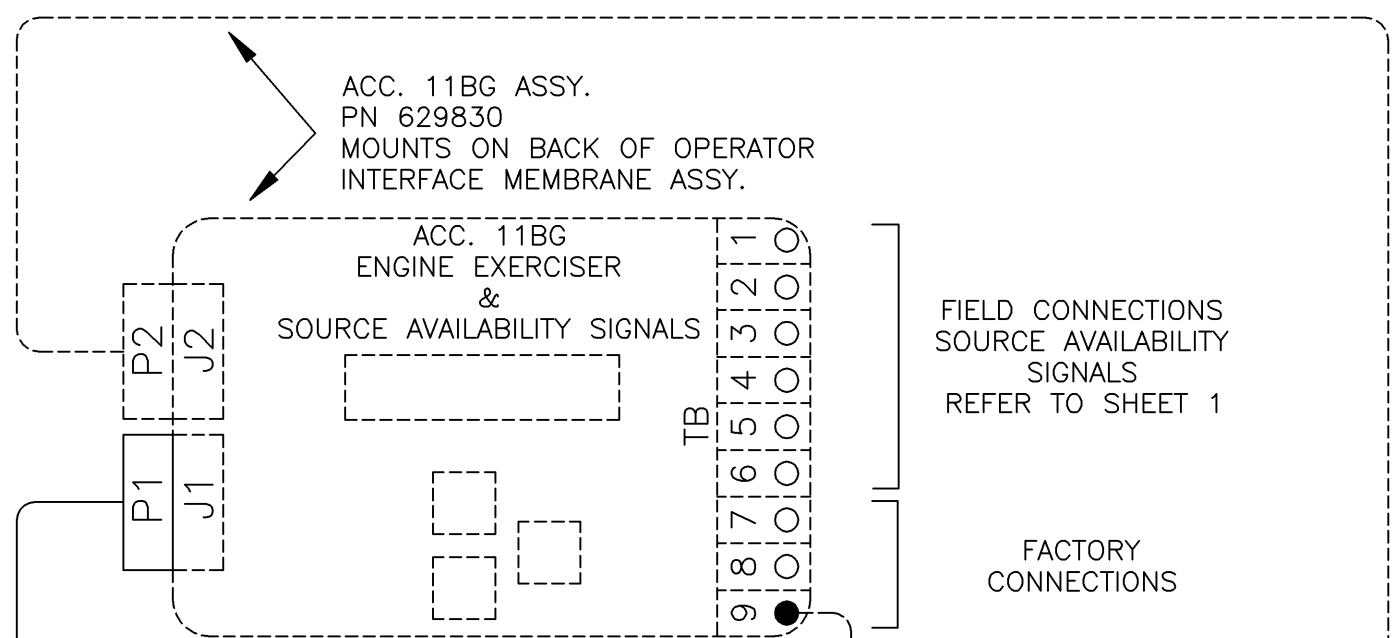 ACC. 11BG ASSY.
PN 629830
MOUNTS ON BACK OF OPERATOR
INTERFACE MEMBRANE ASSY.
ACC. 11BG
ENGINE EXERCISER
&
SOURCE AVAILABILITY SIGNALS
P2
J2
P1
J1
TB
1
2
3
4
5
6
7
8
9
FIELD CONNECTIONS
SOURCE AVAILABILITY
SIGNALS
REFER TO SHEET 1
FACTORY
CONNECTIONS